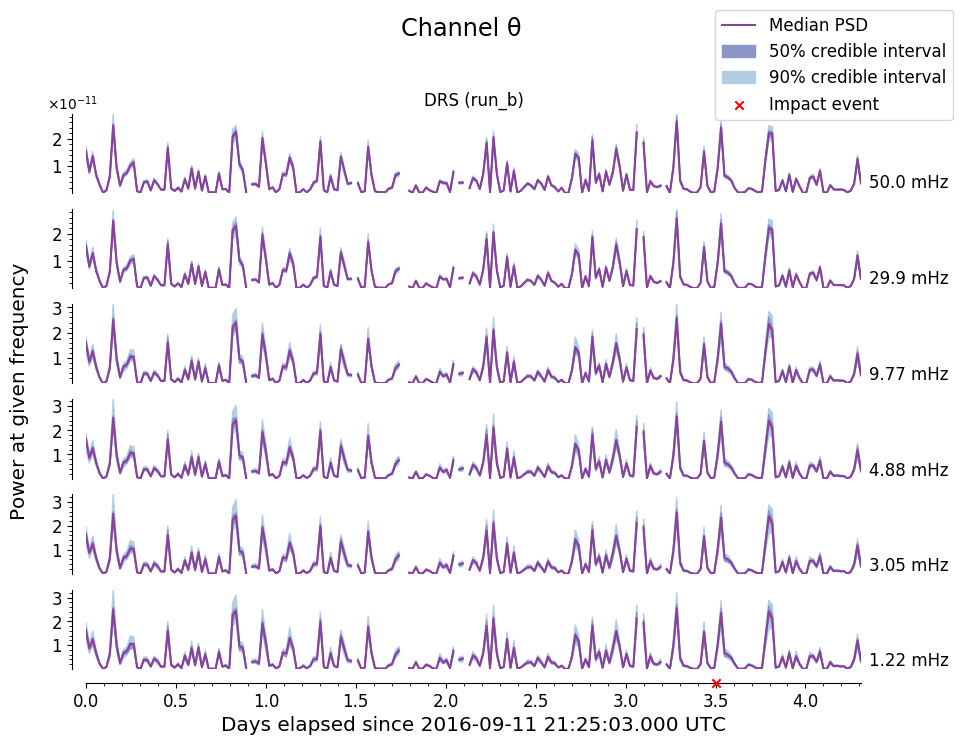 Channel θ
Median PSD
50% credible interval
90% credible interval
Impact event
×10⁻¹¹
DRS (run_b)
2
1
50.0 mHz
2
1
29.9 mHz
3
2
1
9.77 mHz
3
2
1
4.88 mHz
3
2
1
3.05 mHz
3
2
1
1.22 mHz
Power at given frequency
0.0 0.5 1.0 1.5 2.0 2.5 3.0 3.5 4.0
Days elapsed since 2016-09-11 21:25:03.000 UTC